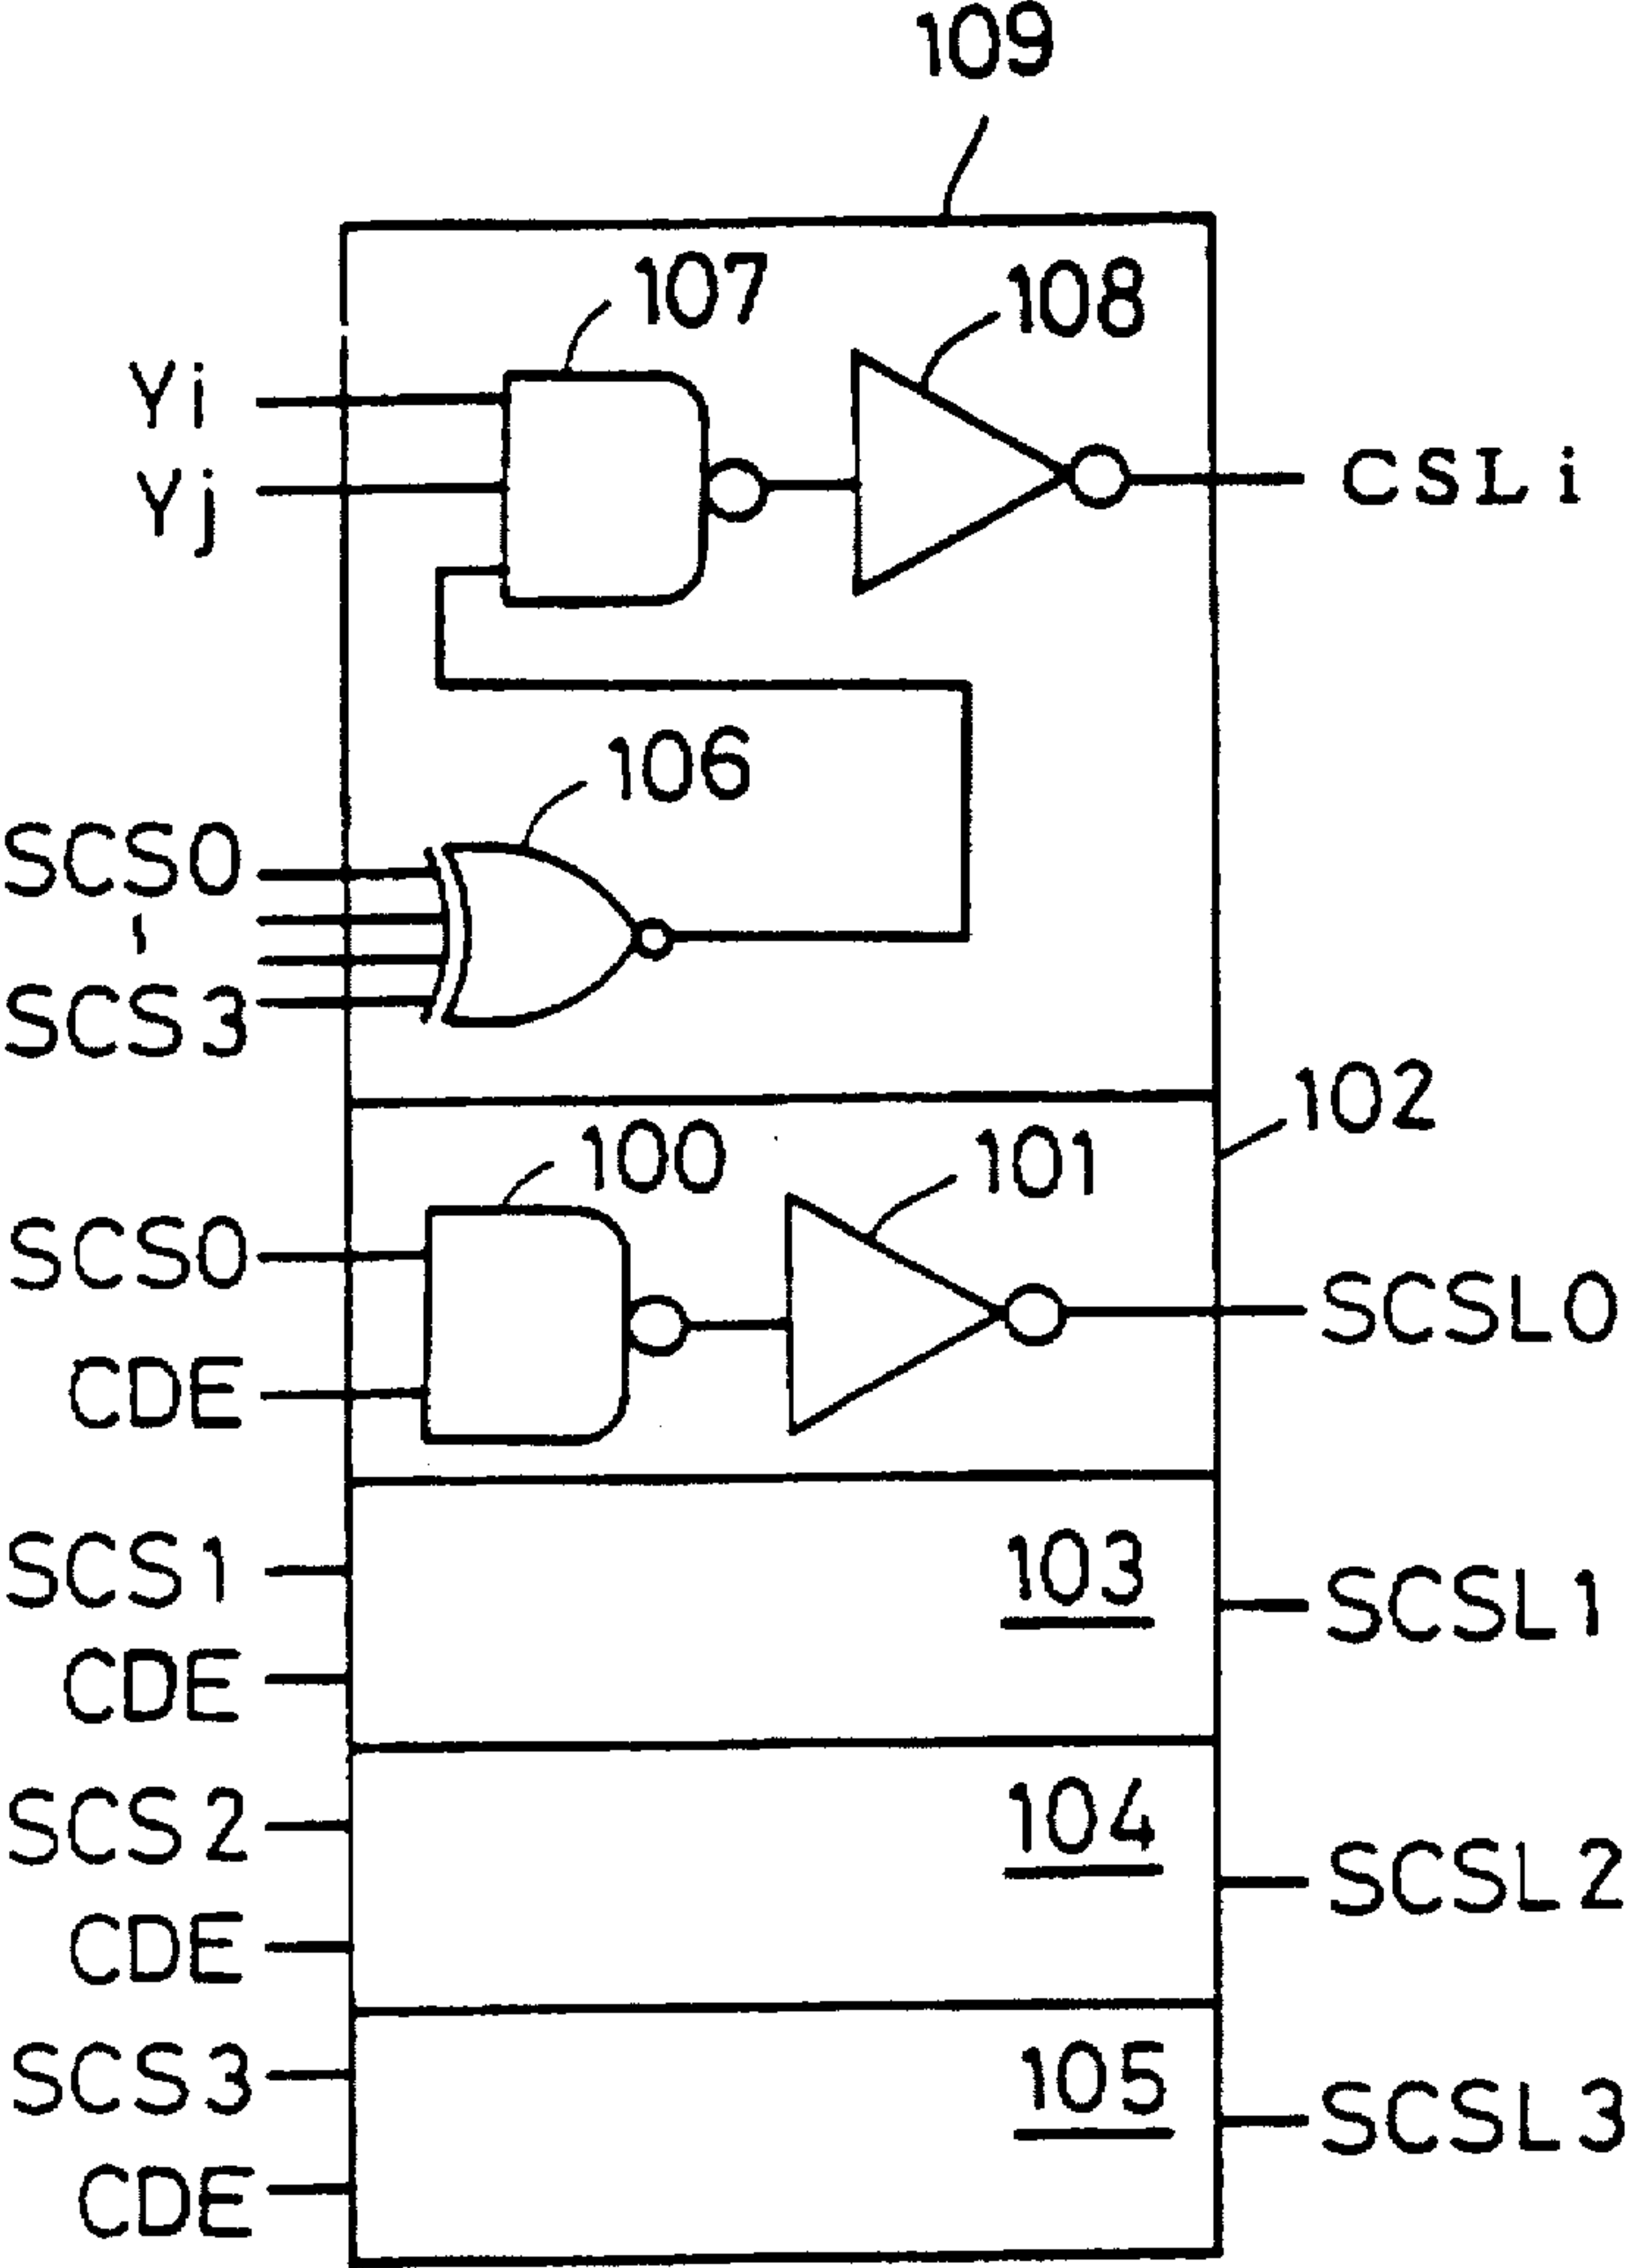 109
107
108
Yi
Yj
CSLi
106
SCS0
~
SCS3
102
100
101
SCS0
CDE
SCSL0
SCS1
103
SCSL1
CDE
SCS2
104
SCSL2
CDE
SCS3
105
SCSL3
CDE